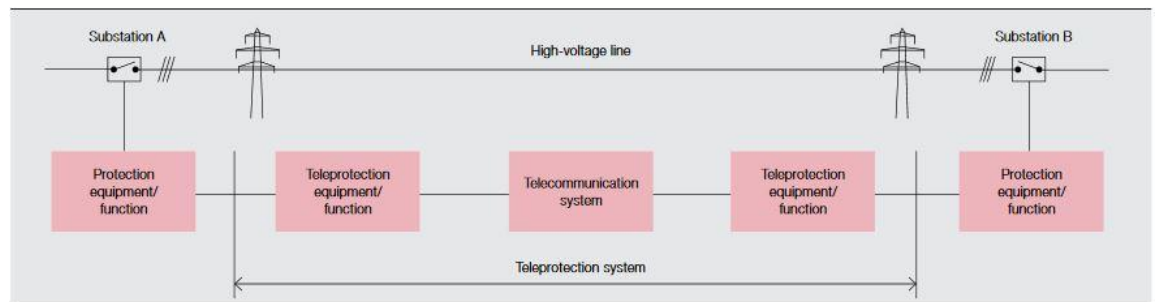 Substation A
Substation B
High-voltage line
Protection
equipment/
function
Teleprotection
equipment/
function
Telecommunication
system
Teleprotection
equipment/
function
Protection
equipment/
function
Teleprotection system